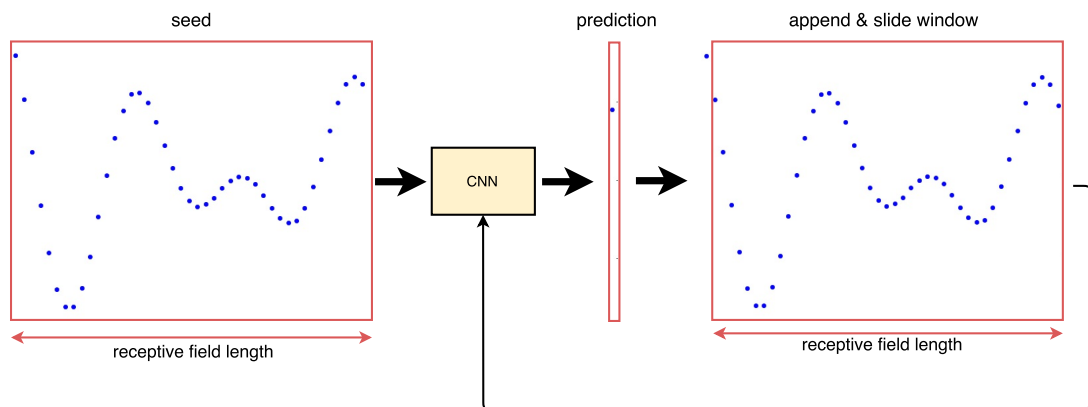 seed
prediction
append & slide window
CNN
receptive field length
receptive field length